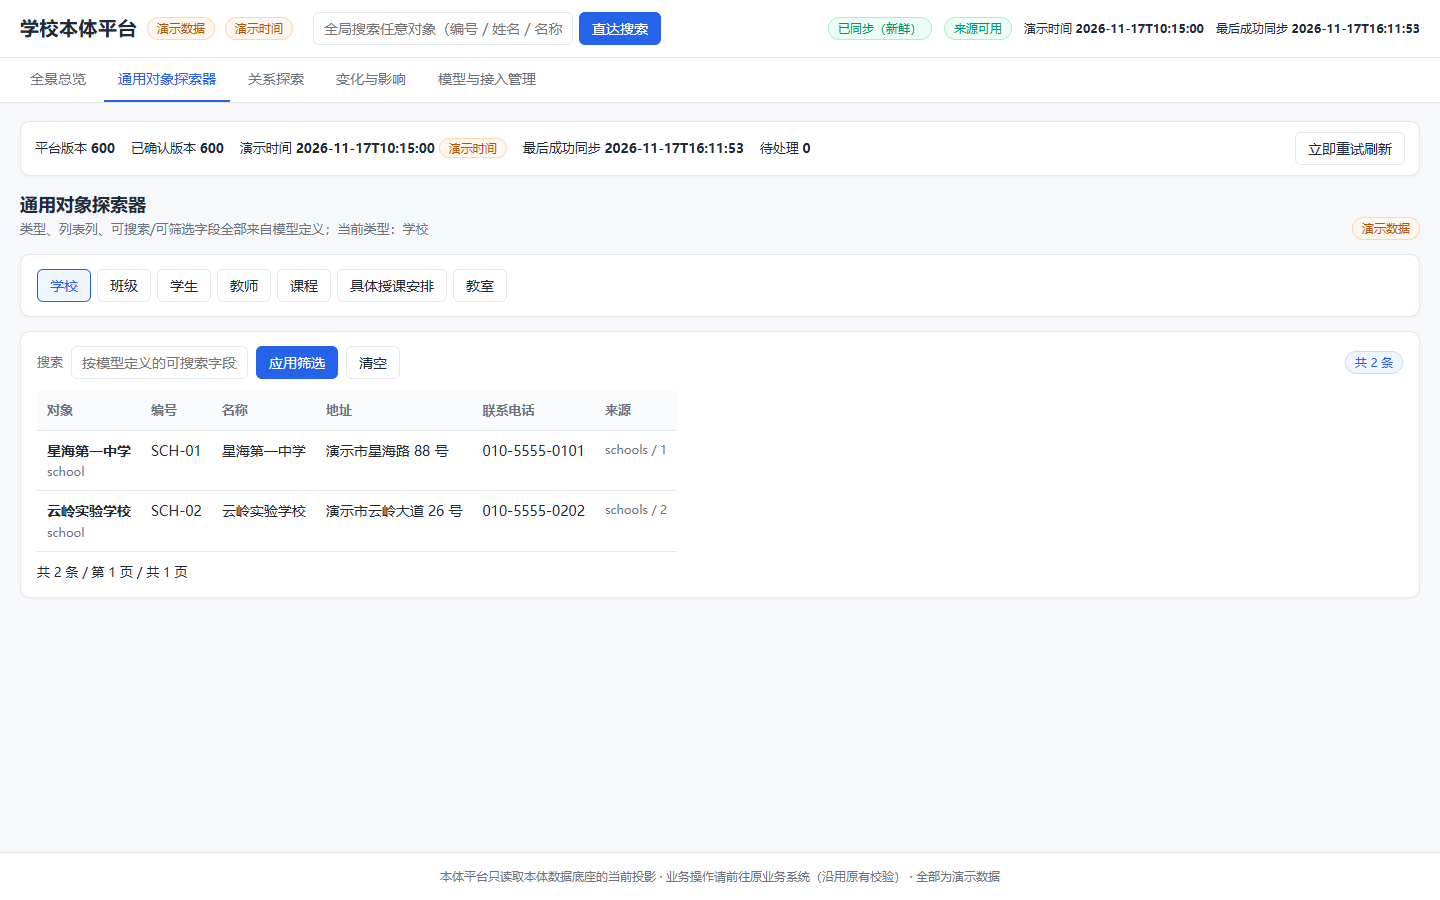 学校本体平台 演示数据 演示时间 全局搜索任意对象（编号 / 姓名 / 名称 直达搜索 已同步（新鲜） 来源可用 演示时间 2026-11-17T10:15:00 最后成功同步 2026-11-17T16:11:53
全景总览 通用对象探索器 关系探索 变化与影响 模型与接入管理
平台版本 600 已确认版本 600 演示时间 2026-11-17T10:15:00 演示时间 最后成功同步 2026-11-17T16:11:53 待处理 0 立即重试刷新
通用对象探索器
类型、列表列、可搜索/可筛选字段全部来自模型定义；当前类型：学校 演示数据
学校 班级 学生 教师 课程 具体授课安排 教室
搜索 按模型定义的可搜索字段 应用筛选 清空 共 2 条
对象 编号 名称 地址 联系电话 来源
星海第一中学 SCH-01 星海第一中学 演示市星海路 88 号 010-5555-0101 schools / 1
school
云岭实验学校 SCH-02 云岭实验学校 演示市云岭大道 26 号 010-5555-0202 schools / 2
school
共 2 条 / 第 1 页 / 共 1 页
本体平台只读取本体数据底座的当前投影 · 业务操作请前往原业务系统（沿用原有校验） · 全部为演示数据